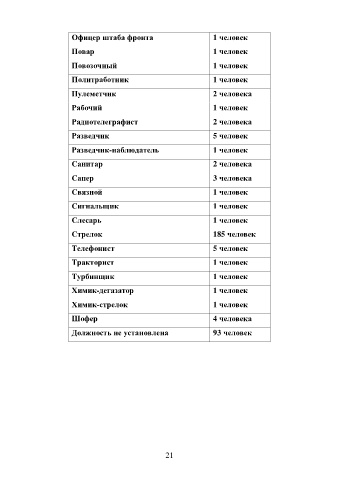 Офицер штаба фронта 1 человек
Повар 1 человек
Повозочный 1 человек
Политработник 1 человек
Пулеметчик 2 человека
Рабочий 1 человек
Радиотелеграфист 2 человека
Разведчик 5 человек
Разведчик-наблюдатель 1 человек
Санитар 2 человека
Сапер 3 человека
Связной 1 человек
Сигнальщик 1 человек
Слесарь 1 человек
Стрелок 185 человек
Телефонист 5 человек
Тракторист 1 человек
Турбинщик 1 человек
Химик-дегазатор 1 человек
Химик-стрелок 1 человек
Шофер 4 человека
Должность не установлена 93 человек
21